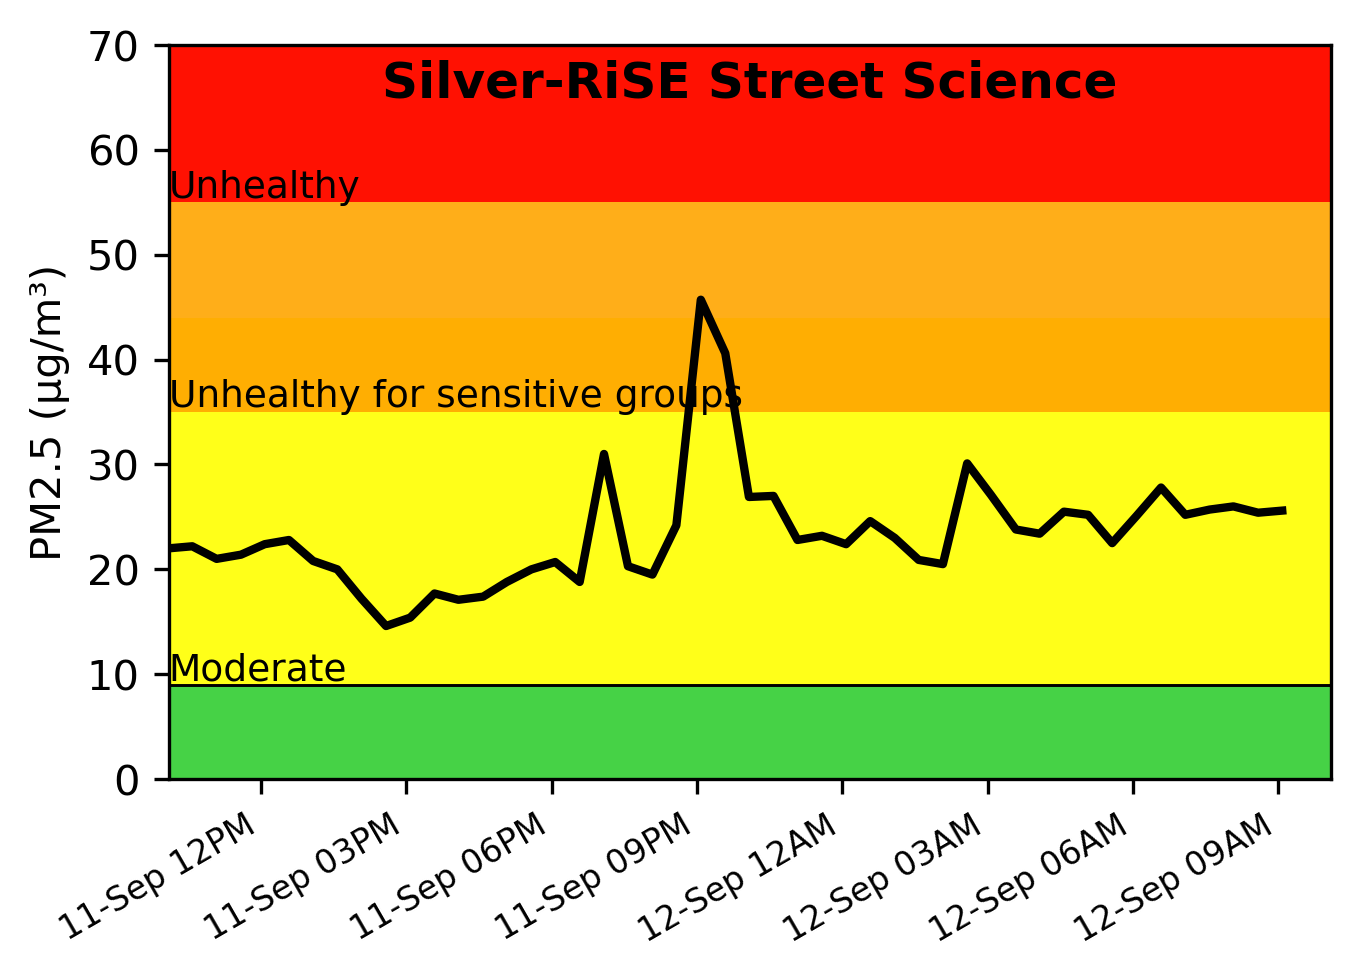 Silver-RiSE Street Science
70
60
Unhealthy
50
40
Unhealthy for sensitive groups
30
20
Moderate
10
0
PM2.5 (µg/m³)
11-Sep 12PM
11-Sep 03PM
11-Sep 06PM
11-Sep 09PM
12-Sep 12AM
12-Sep 03AM
12-Sep 06AM
12-Sep 09AM